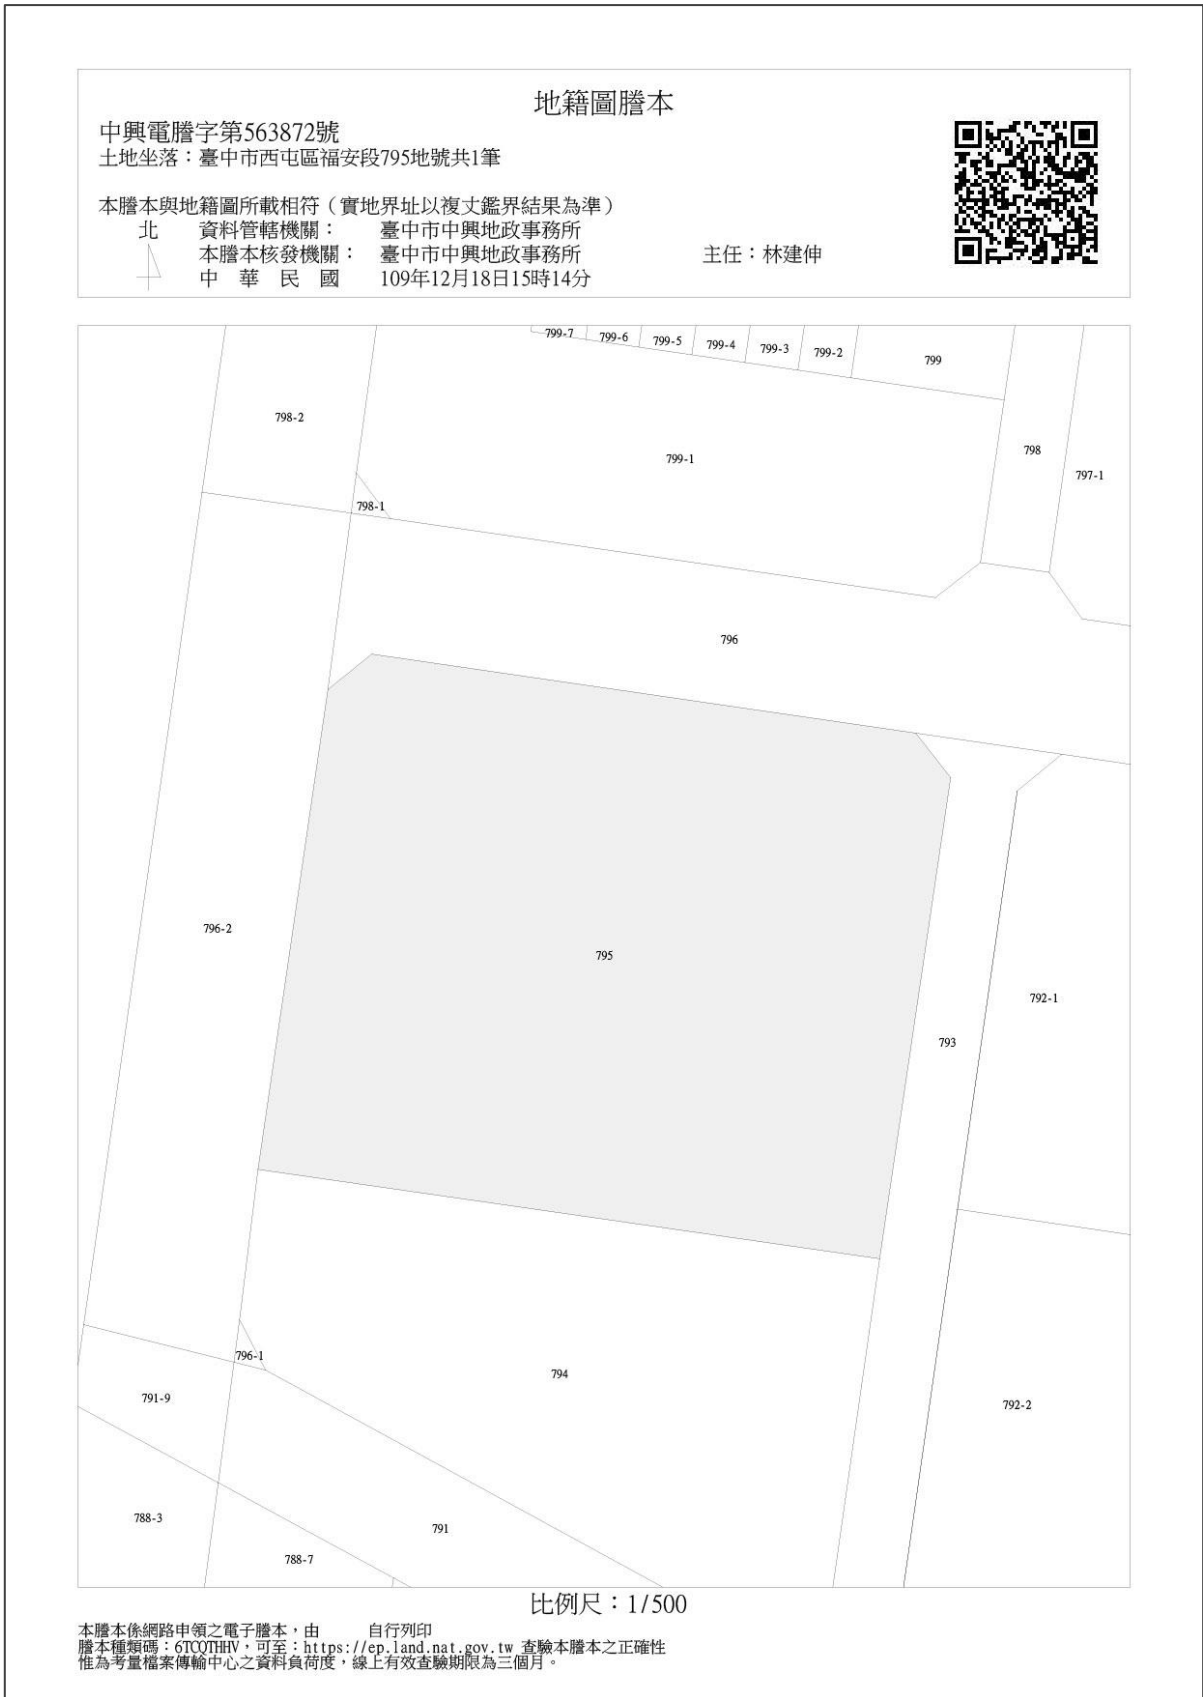 地籍圖謄本
中興電謄字第563872號
土地坐落：臺中市西屯區福安段795地號共1筆
本謄本與地籍圖所載相符（實地界址以複丈鑑界結果為準）
北 資料管轄機關： 臺中市中興地政事務所
本謄本核發機關： 臺中市中興地政事務所 主任：林建伸
中 華 民 國 109年12月18日15時14分
799-7 799-6 799-5 799-4 799-3 799-2 799
798-2
799-1
798
797-1
798-1
796
796-2
795
792-1
793
796-1
794
791-9
792-2
788-3
791
788-7
比例尺：1/500
本謄本係網路申領之電子謄本，由 自行列印
謄本種類碼：6TCQTHHV，可至：https://ep.land.nat.gov.tw 查驗本謄本之正確性
惟為考量檔案傳輸中心之資料負荷度，線上有效查驗期限為三個月。